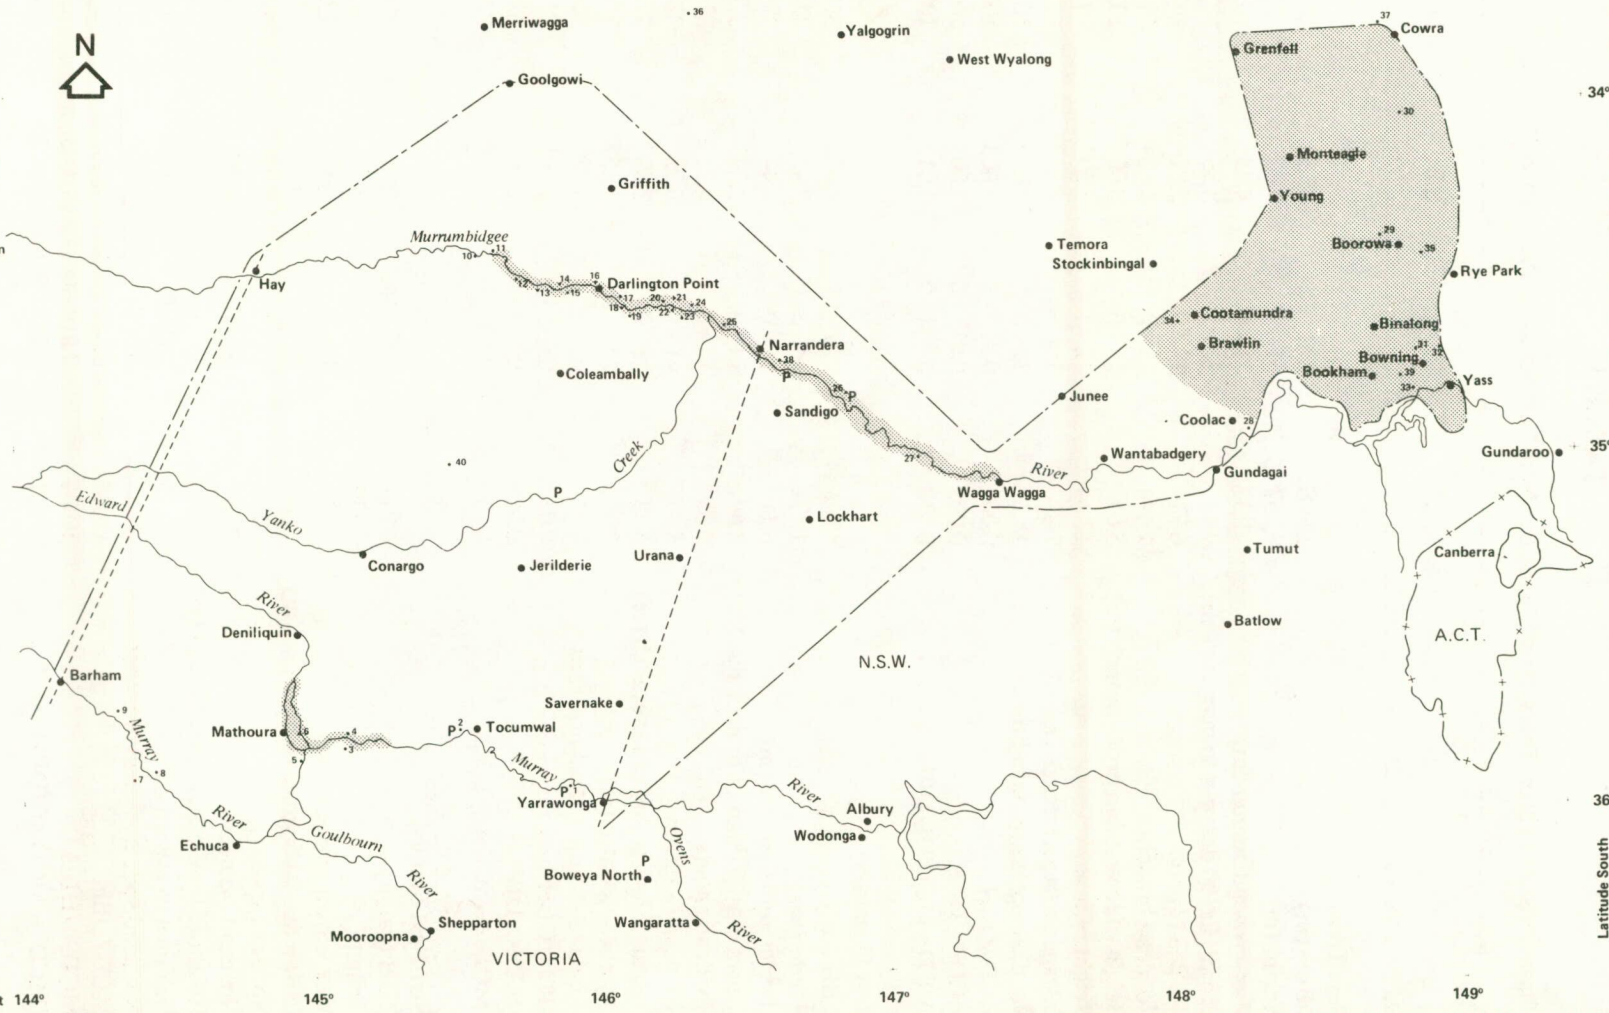 N
Merriwagga
36
Yalgogrin
West Wyalong
37
Cowra
Grenfell
Goolgowi
34°
30
Monteagle
Griffith
Young
Murrumbidgee
n
10
11
Temora
Stockinbingal
29
Boorowa
39
Rye Park
Hay
12
13
14
15
16
Darlington Point
17
18
19
20
21
22
23
24
25
34
Cootamundra
Brawlin
Binalong
31
32
Bowning
Bookham
39
33
Yass
Narrandera
38
P
26
P
Coleambally
Sandigo
Junee
Coolac
28
Creek
40
27
River
Wantabadgery
Gundagai
Gundaroo
35°
Wagga Wagga
P
Edward
Yanko
Lockhart
Conargo
Jerilderie
Urana
Tumut
Canberra
River
Deniliquin
Batlow
A.C.T.
N.S.W.
Barham
9
Murray
Savernake
Mathoura
6
4
3
5
P
2
Tocumwal
7
8
Murray
P
1
Yarrawonga
River
Albury
Wodonga
36
River
Echuca
Goulbourn
River
Ovens
P
Boweya North
Wangaratta
River
Shepparton
Mooroopna
VICTORIA
Latitude South
t 144°
145°
146°
147°
148°
149°